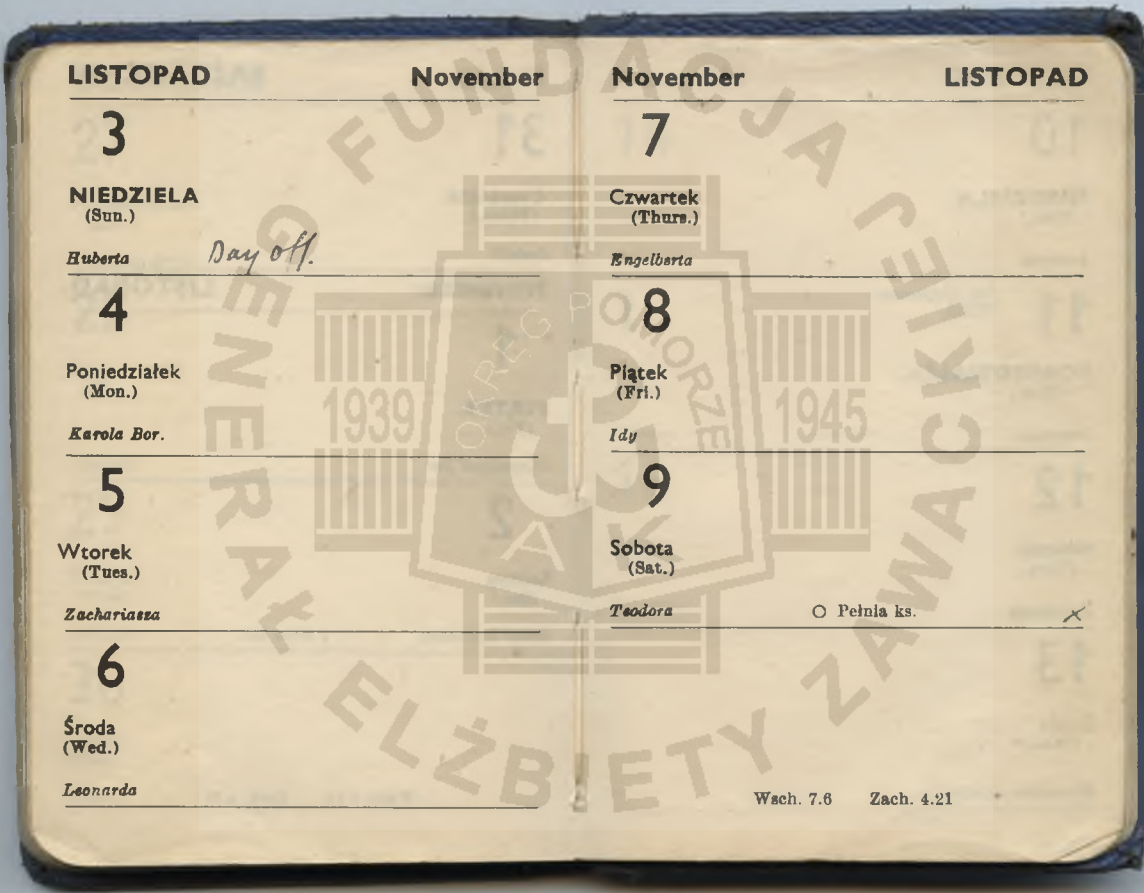 LISTOPAD November
3
NIEDZIELA
(Sun.)
Huberta Day off.
4
Poniedziałek
(Mon.)
Karola Bor.
5
Wtorek
(Tues.)
Zachariasza
6
Środa
(Wed.)
Leonarda
November LISTOPAD
7
Czwartek
(Thurs.)
Engelberta
8
Piątek
(Fri.)
Idy
9
Sobota
(Sat.)
Teodora O Pełnia ks. x
Wsch. 7.6 Zach. 4.21
FUNDACJA
GENERAŁ ELŻBIETY ZAWACKIEJ
OKRĘG POMORZE
1939 1945
3
AK